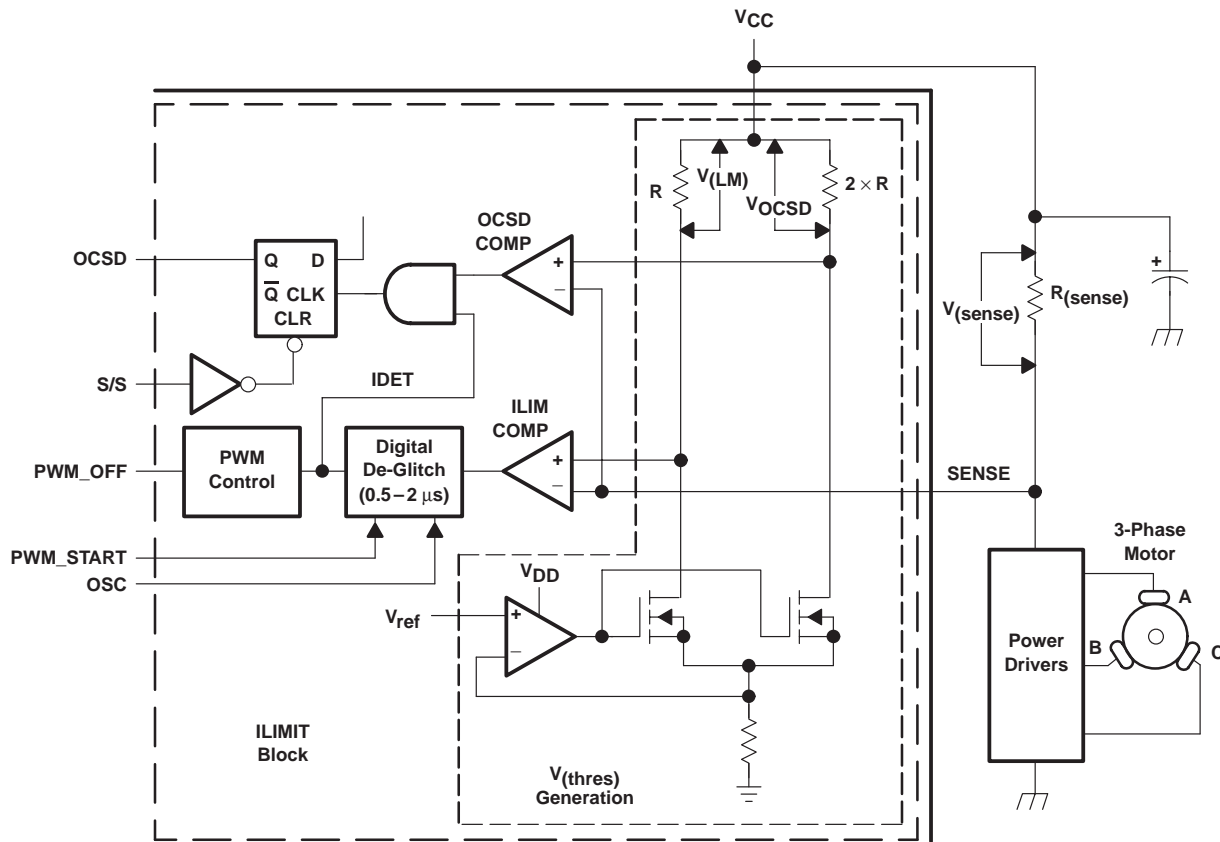 VCC
R
V(LM)
VOCSD
2 × R
OCSD
COMP
OCSD
Q
D
Q CLK
CLR
+
−
S/S
IDET
V(sense)
R(sense)
+
ILIM
COMP
PWM_OFF
PWM
Control
Digital
De-Glitch
(0.5–2 μs)
+
−
SENSE
PWM_START
OSC
3-Phase
Motor
VDD
Vref
+
−
A
B
C
Power
Drivers
ILIMIT
Block
V(thres)
Generation